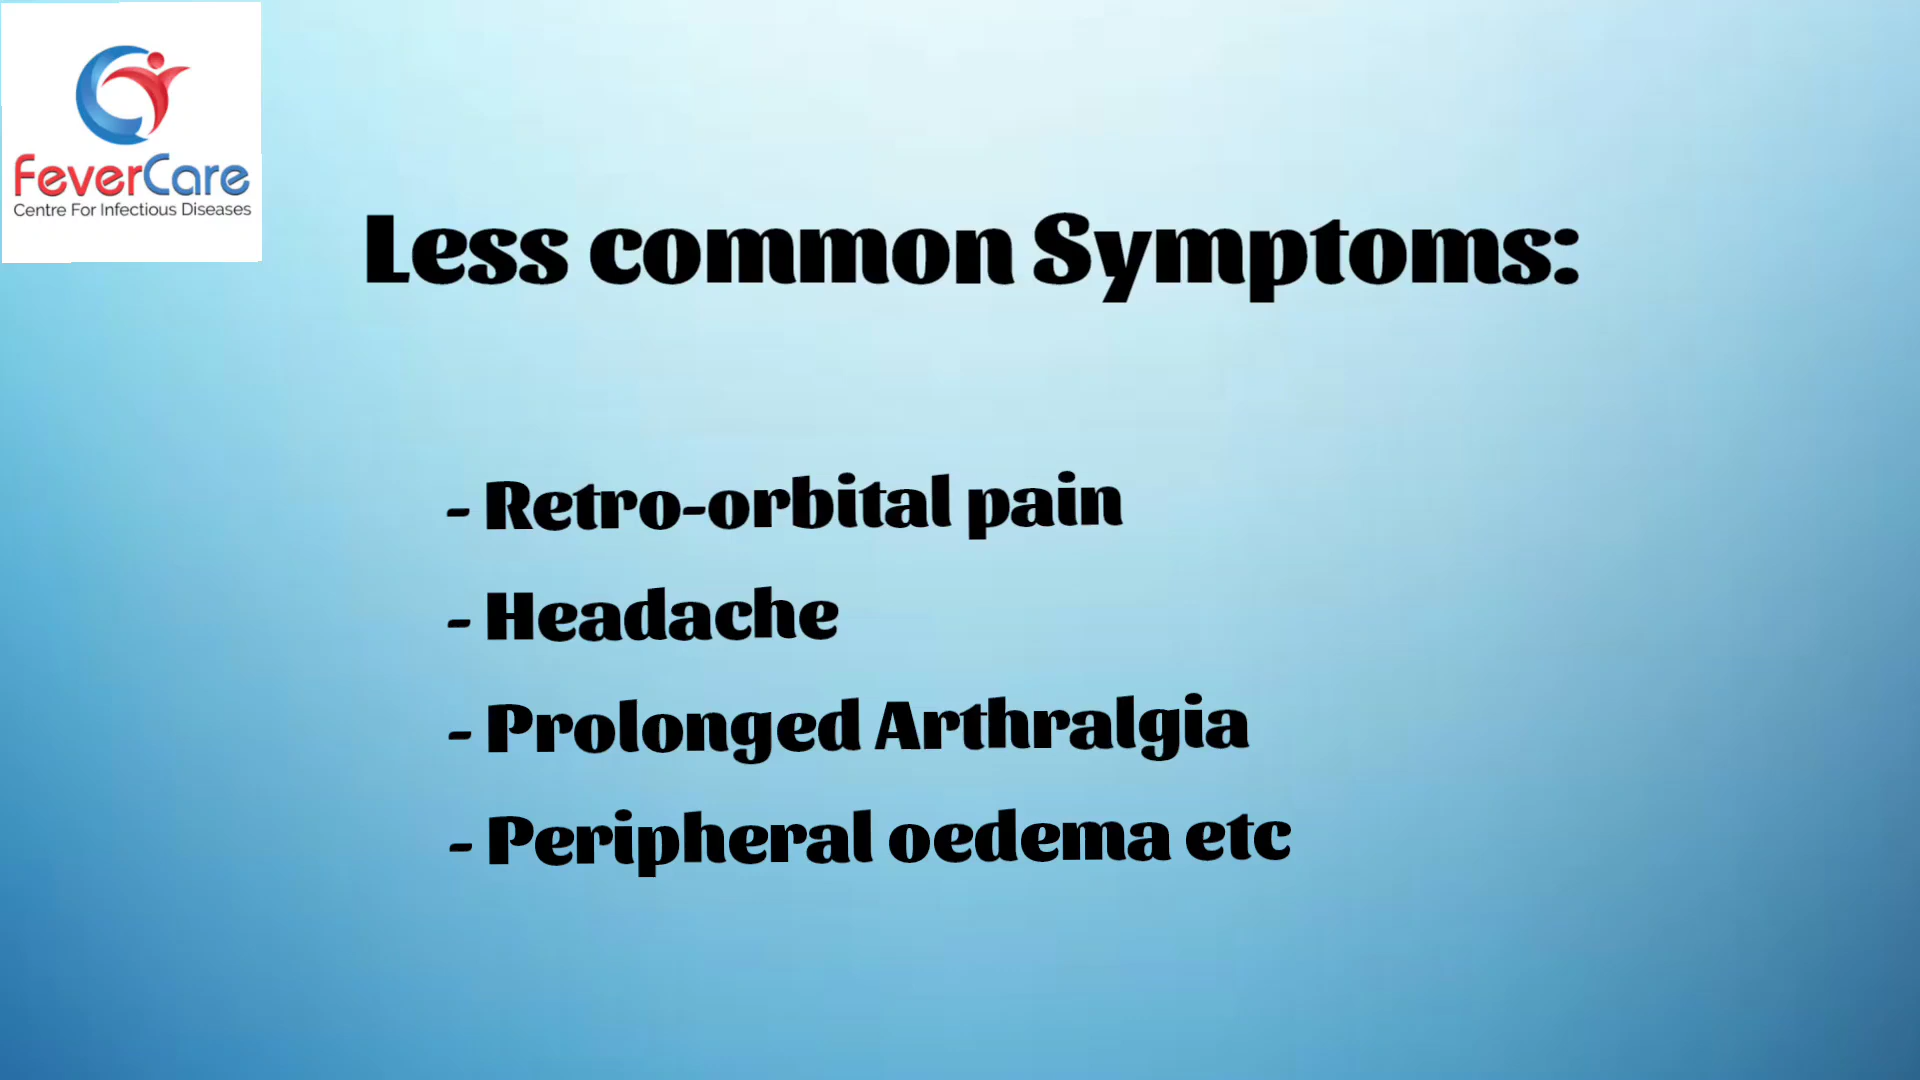 FeverCare
Centre For Infectious Diseases
Less common Symptoms:
- Retro-orbital pain
- Headache
- Prolonged Arthralgia
- Peripheral oedema etc